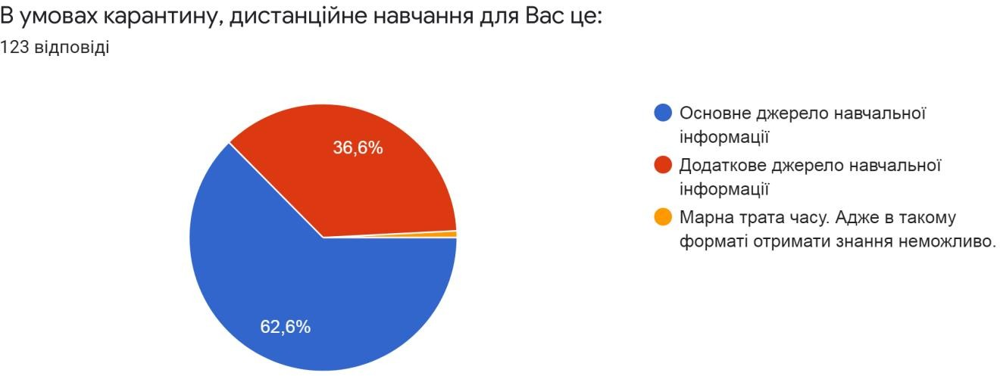 В умовах карантину, дистанційне навчання для Вас це:
123 відповіді
36,6%
62,6%
Основне джерело навчальної
інформації
Додаткове джерело навчальної
інформації
Марна трата часу. Адже в такому
форматі отримати знання неможливо.